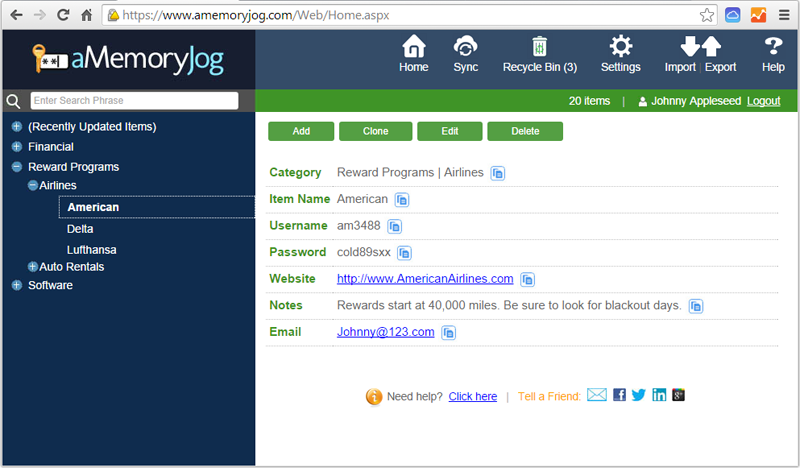 https://www.amemoryjog.com/Web/Home.aspx
aMemoryJog
Home Sync Recycle Bin (3) Settings Import | Export Help
Enter Search Phrase
20 items | Johnny Appleseed Logout
(Recently Updated Items)
Financial
Reward Programs
Airlines
American
Delta
Lufthansa
Auto Rentals
Software
Add Clone Edit Delete
Category Reward Programs | Airlines
Item Name American
Username am3488
Password cold89sxx
Website http://www.AmericanAirlines.com
Notes Rewards start at 40,000 miles. Be sure to look for blackout days.
Email Johnny@123.com
Need help? Click here | Tell a Friend: